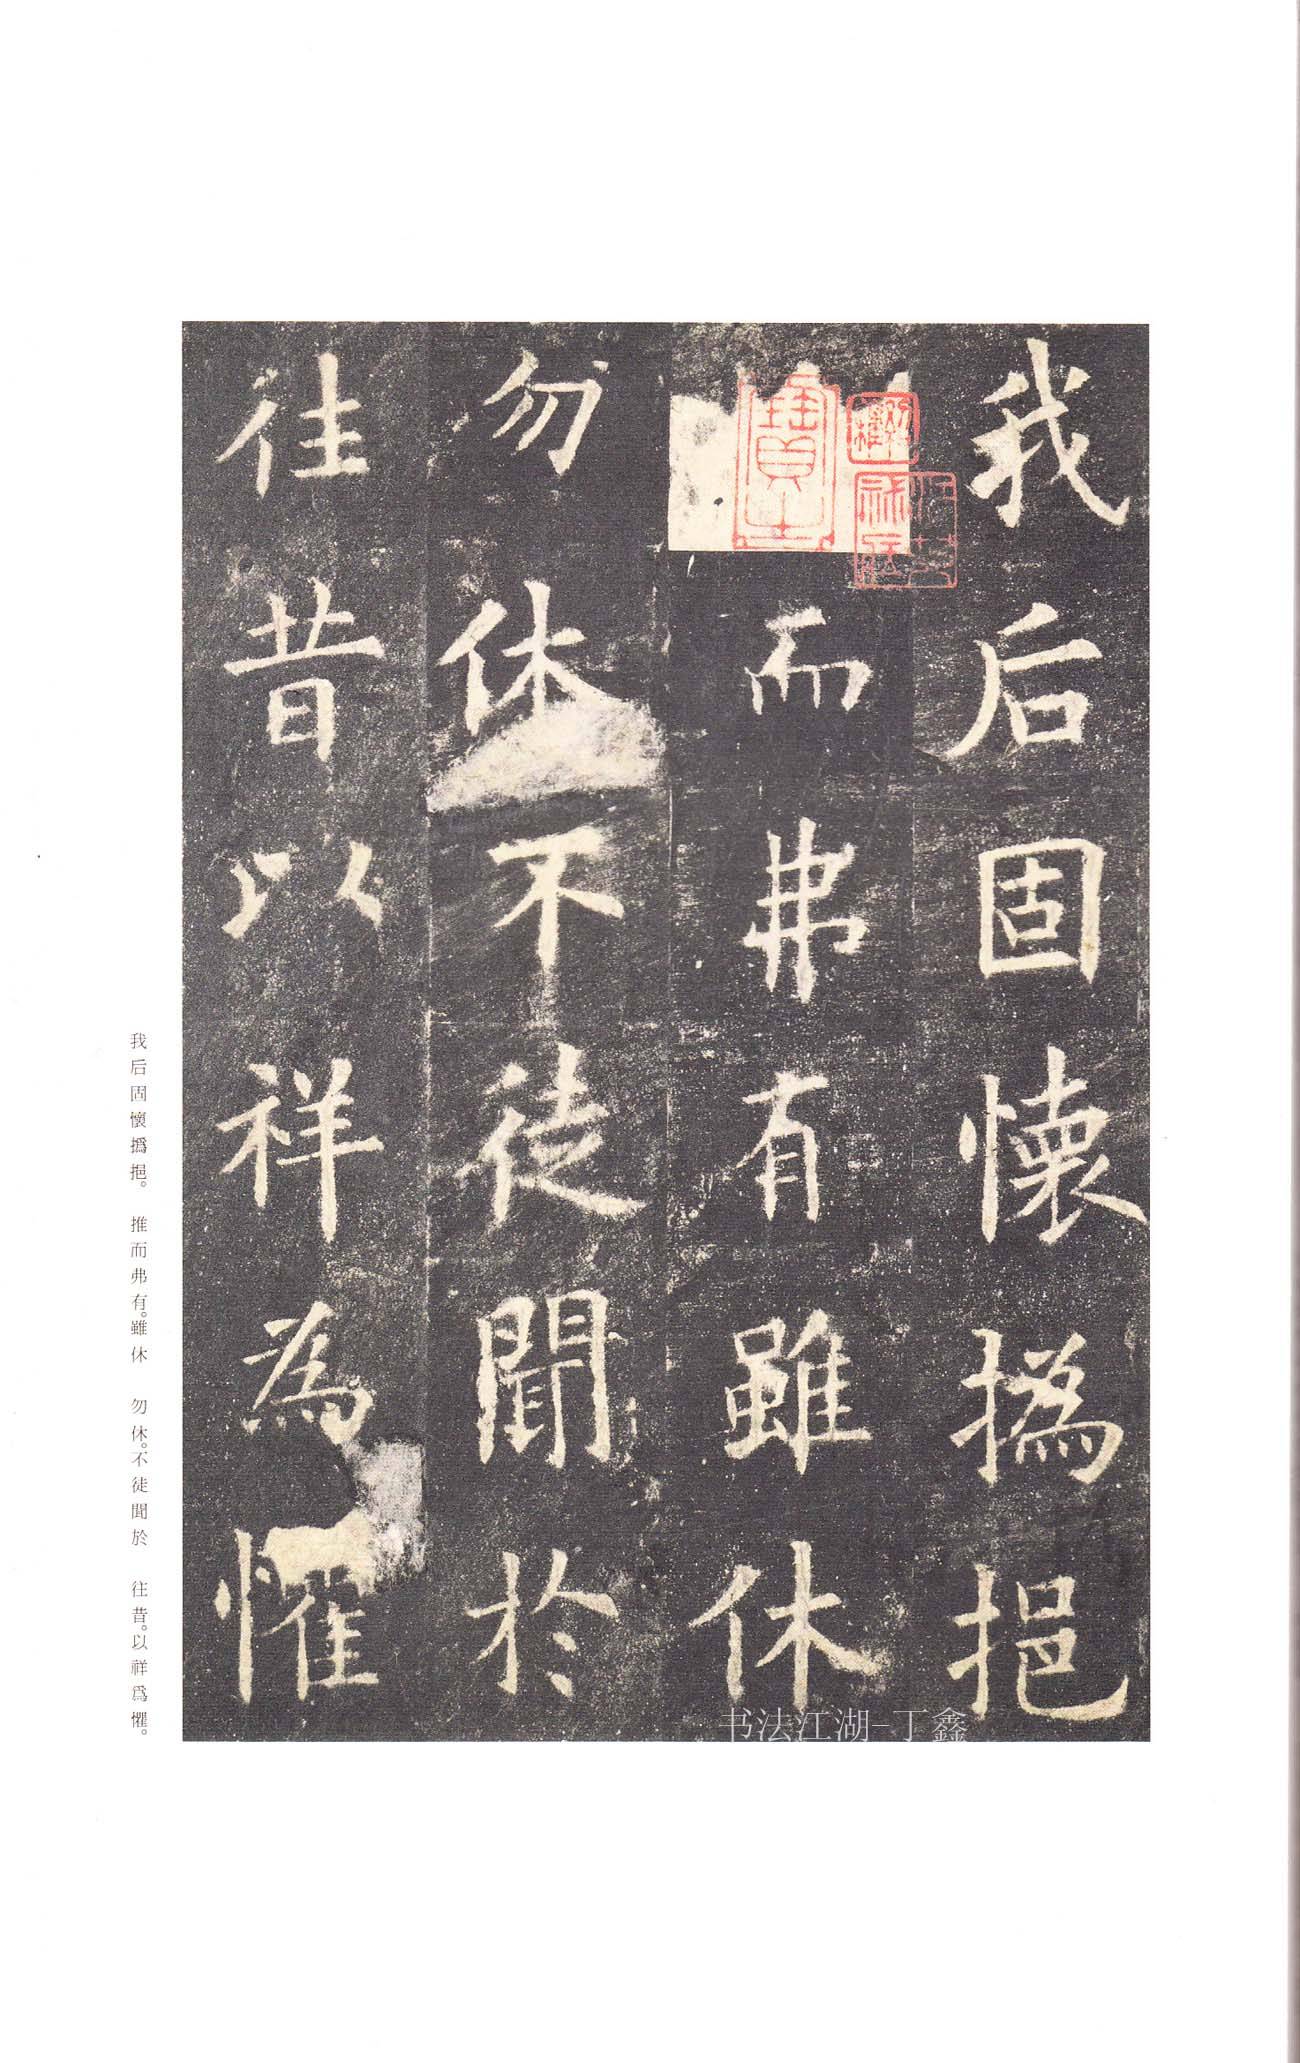 我后固懷撝挹
而弗有雖休
勿休不徒聞於
往昔以祥為懼
我后固懷撝挹。推而弗有。雖休 勿休。不徒聞於 往昔。以祥爲懼。
书法江湖-丁鑫